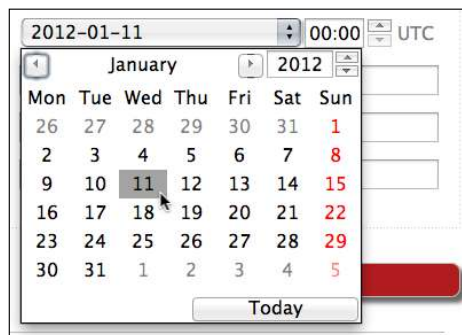 2012-01-11 00:00 UTC
January 2012
Mon Tue Wed Thu Fri Sat Sun
26 27 28 29 30 31 1
2 3 4 5 6 7 8
9 10 11 12 13 14 15
16 17 18 19 20 21 22
23 24 25 26 27 28 29
30 31 1 2 3 4 5
Today